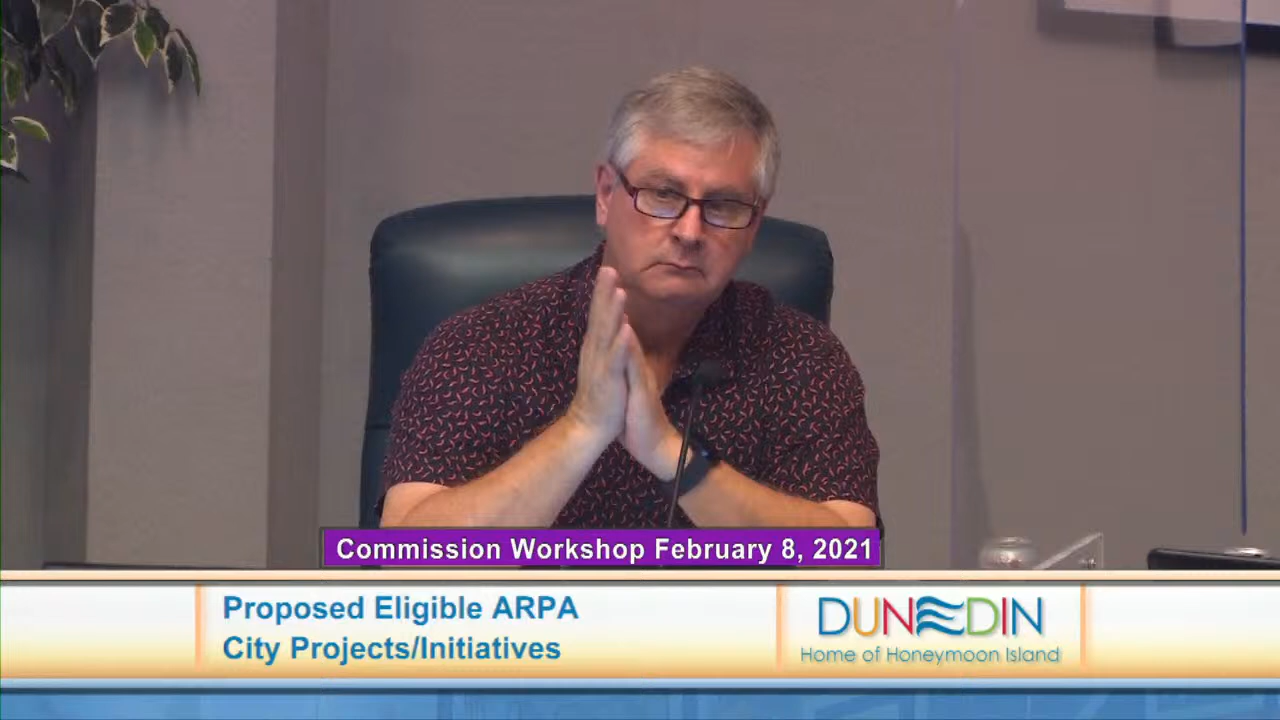 Commission Workshop February 8, 2021
Proposed Eligible ARPA
City Projects/Initiatives
DUNEDIN
Home of Honeymoon Island